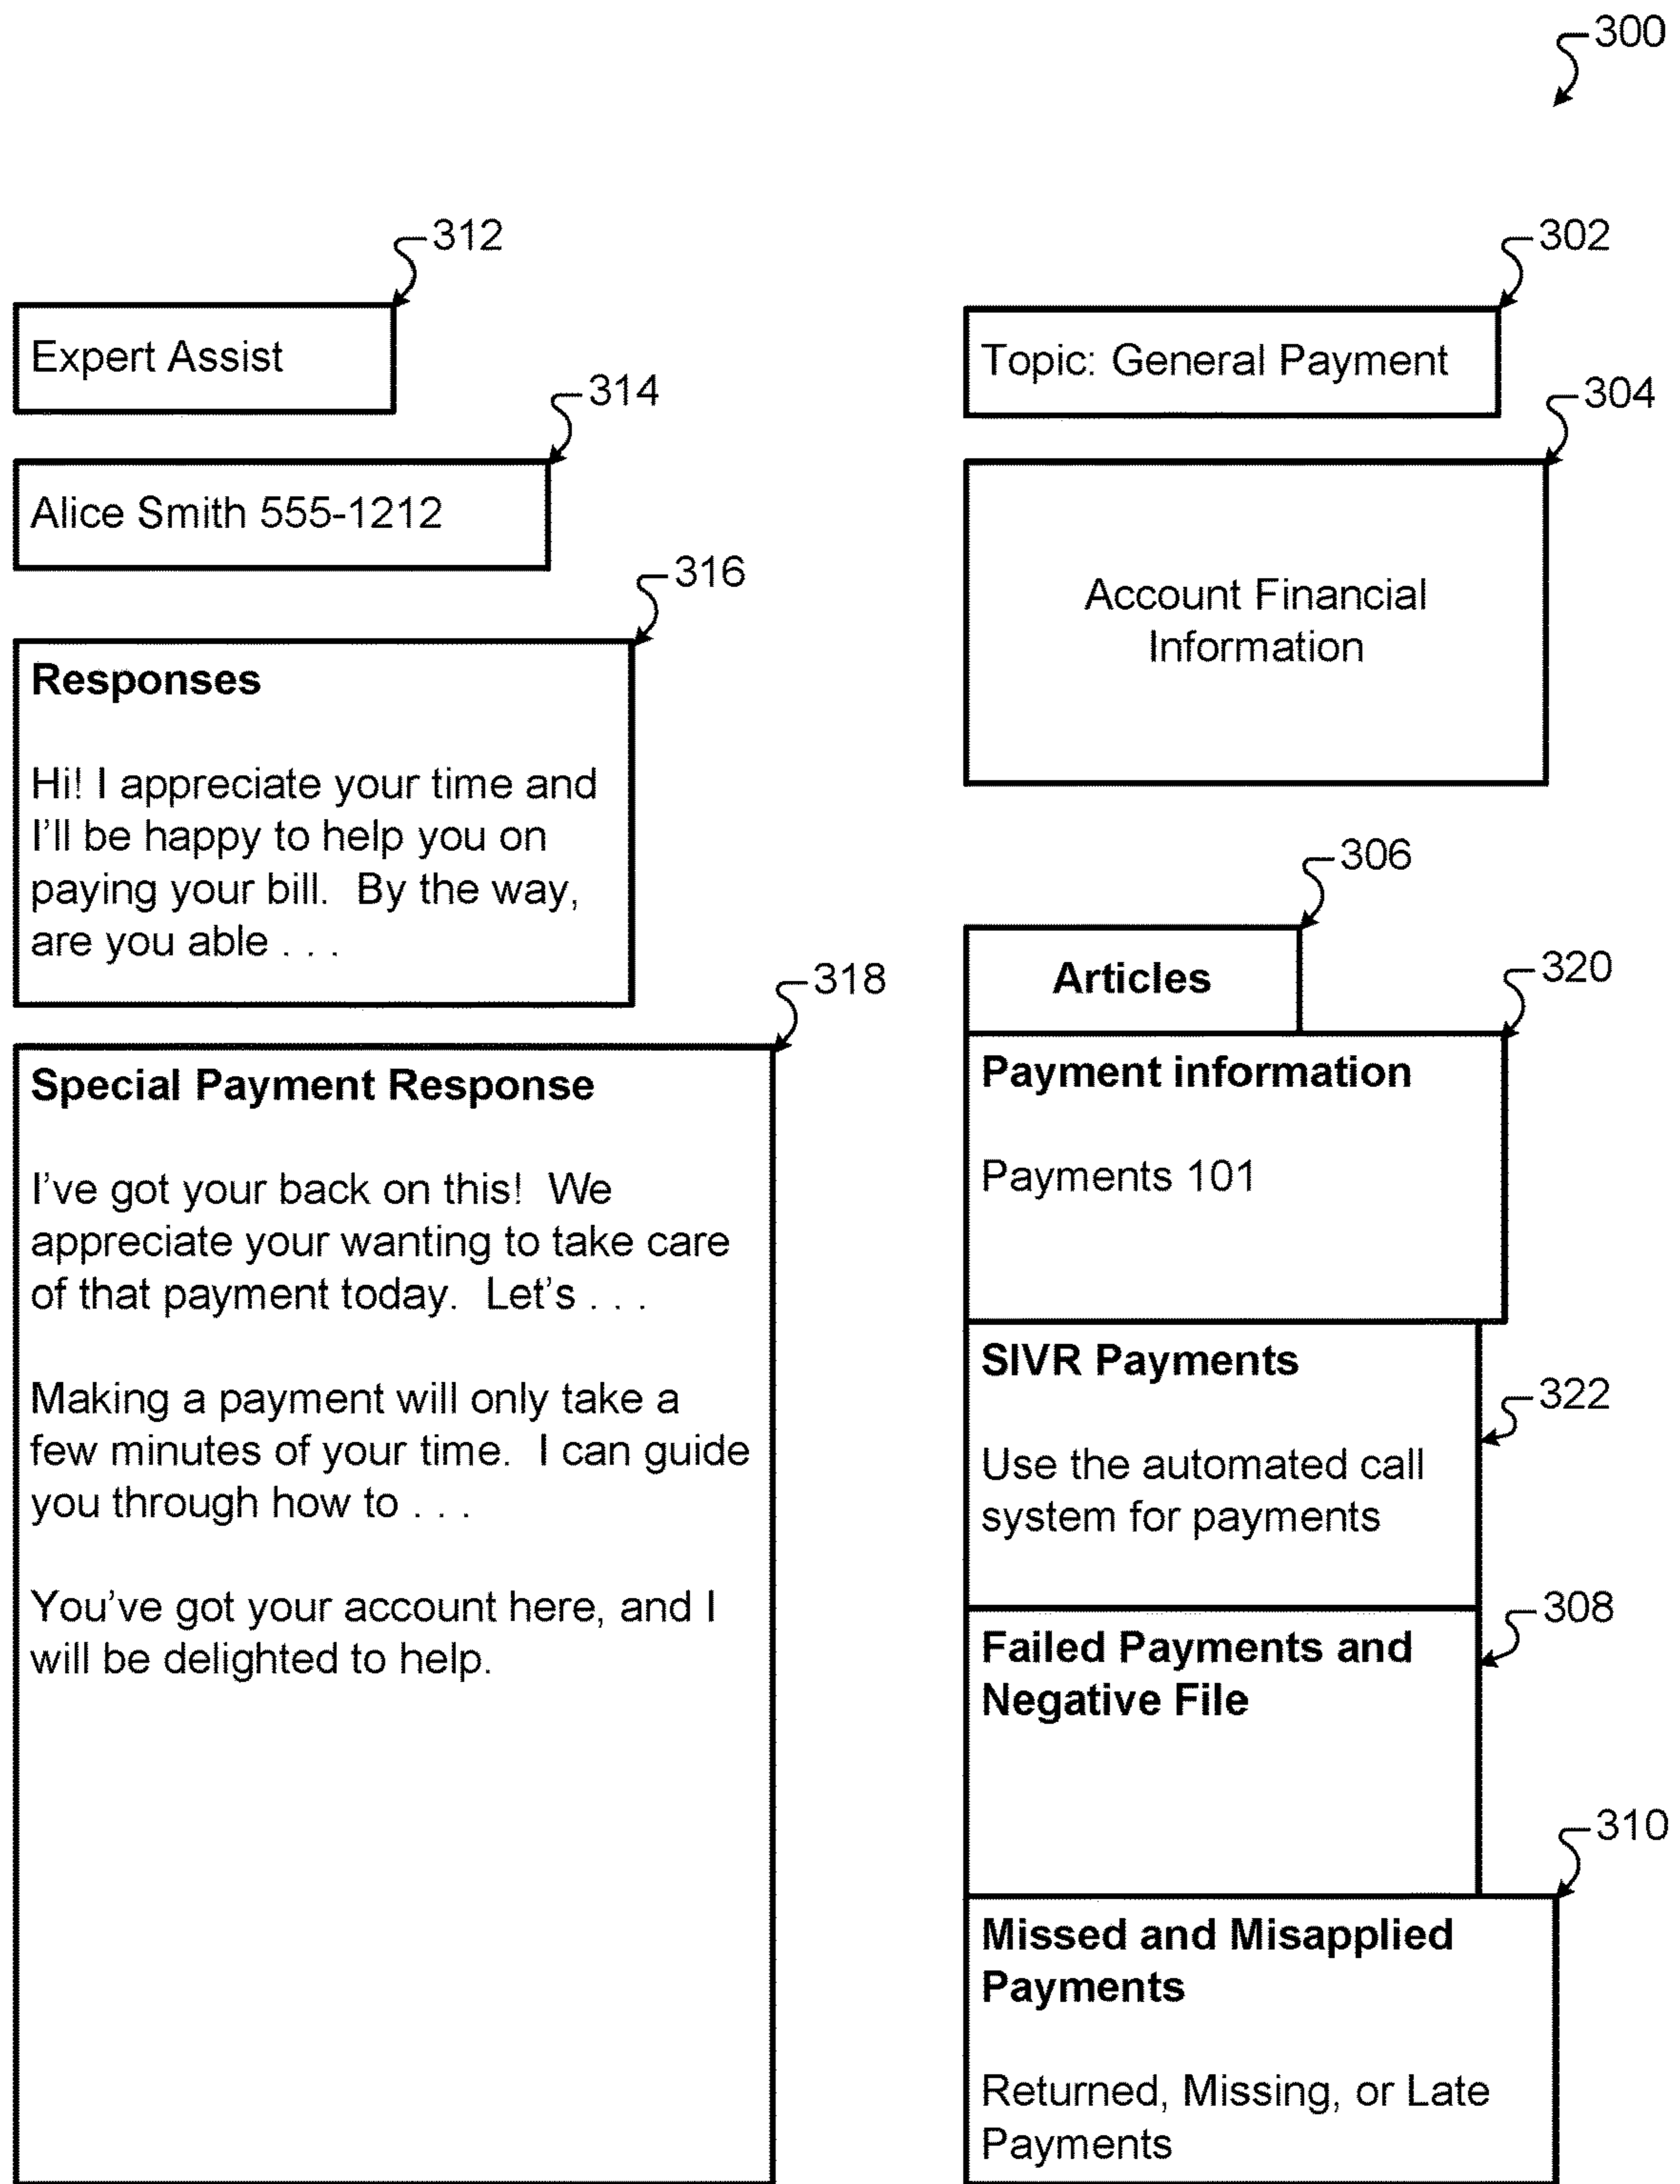 300
312
Expert Assist
314
Alice Smith 555-1212
316
Responses
Hi! I appreciate your time and
I'll be happy to help you on
paying your bill.  By the way,
are you able . . .
318
Special Payment Response
I've got your back on this!  We
appreciate your wanting to take care
of that payment today.  Let's . . .
Making a payment will only take a
few minutes of your time.  I can guide
you through how to . . .
You've got your account here, and I
will be delighted to help.
302
Topic: General Payment
304
Account Financial
Information
306
Articles
320
Payment information
Payments 101
SIVR Payments
322
Use the automated call
system for payments
308
Failed Payments and
Negative File
310
Missed and Misapplied
Payments
Returned, Missing, or Late
Payments